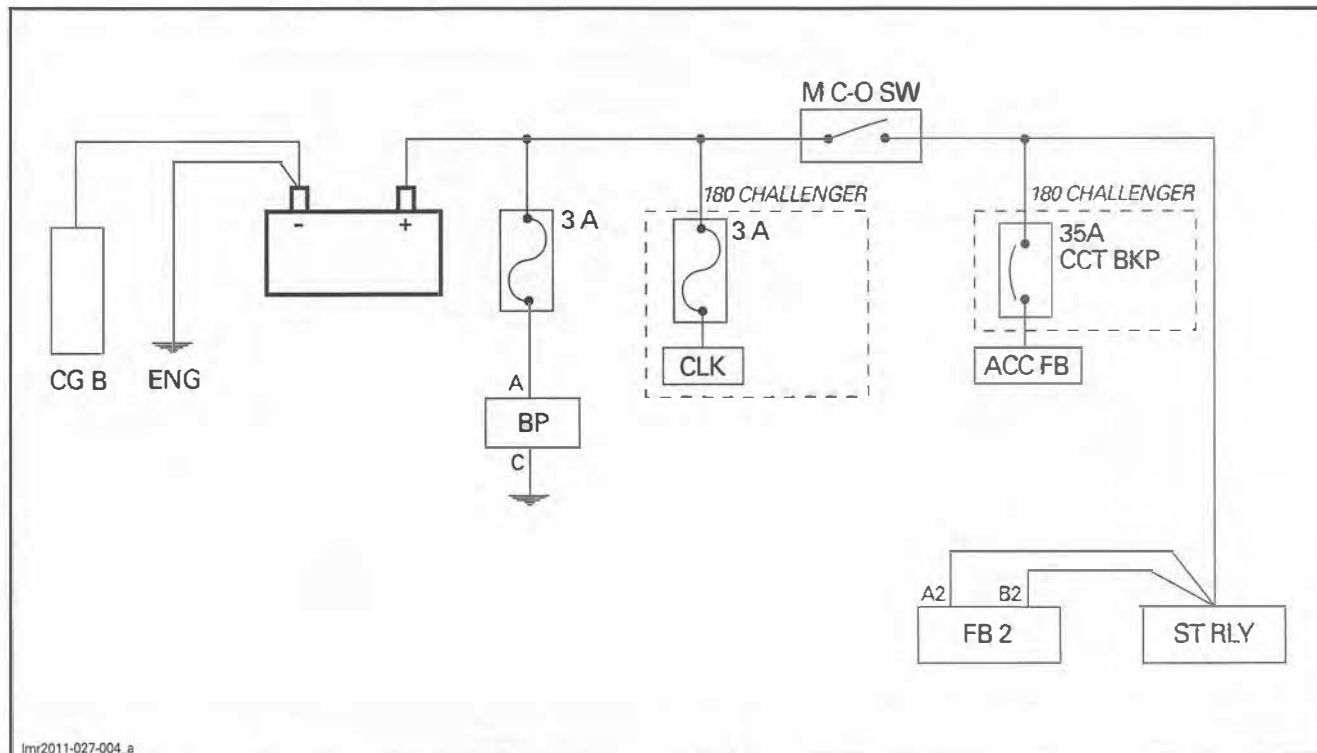 M C-O SW
180 CHALLENGER
180 CHALLENGER
- +
3 A
3 A
35A
CCT BKP
CG B
ENG
CLK
ACC FB
A
BP
C
A2
B2
FB 2
ST RLY
lmr2011-027-004_a